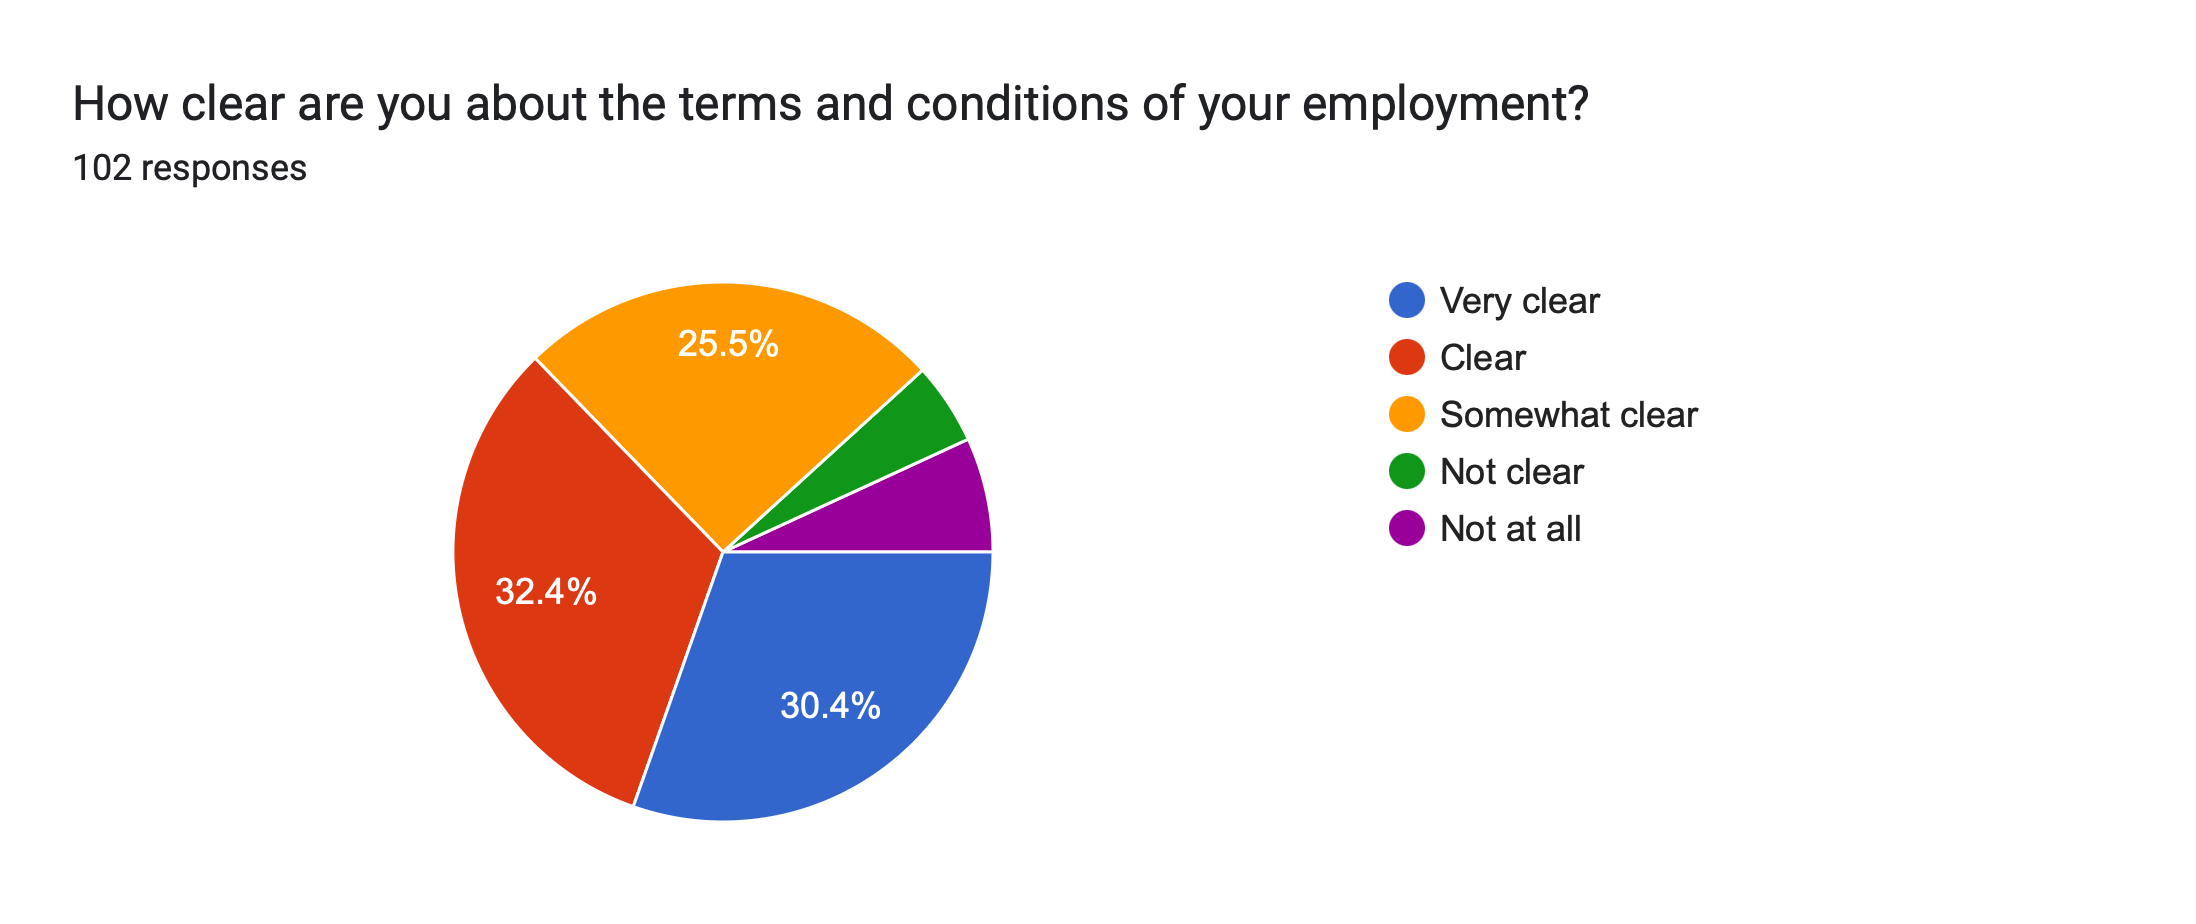 How clear are you about the terms and conditions of your employment?
102 responses
25.5%
32.4%
30.4%
Very clear
Clear
Somewhat clear
Not clear
Not at all